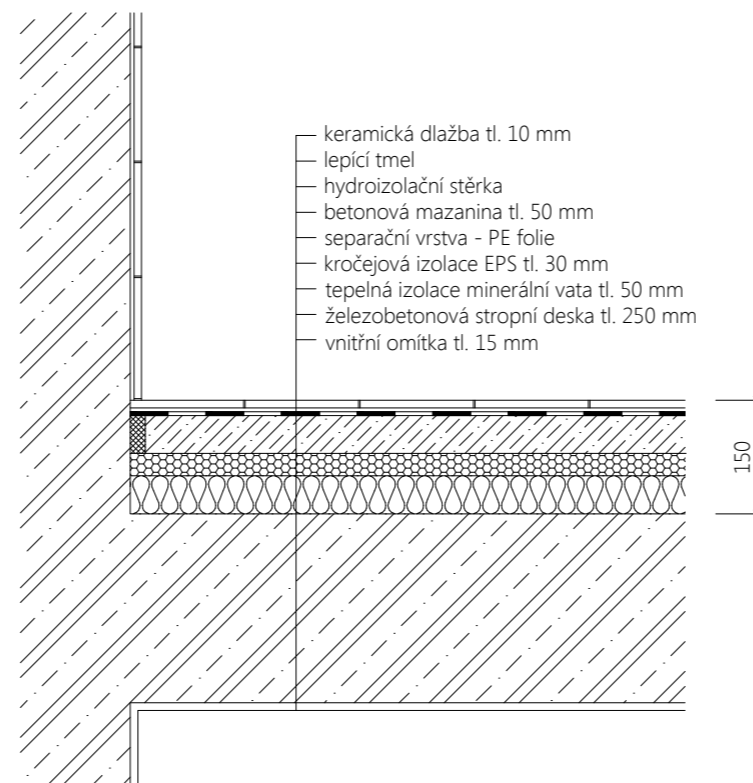 keramická dlažba tl. 10 mm
lepící tmel
hydroizolační stěrka
betonová mazanina tl. 50 mm
separační vrstva - PE folie
kročejová izolace EPS tl. 30 mm
tepelná izolace minerální vata tl. 50 mm
železobetonová stropní deska tl. 250 mm
vnitřní omítka tl. 15 mm
150